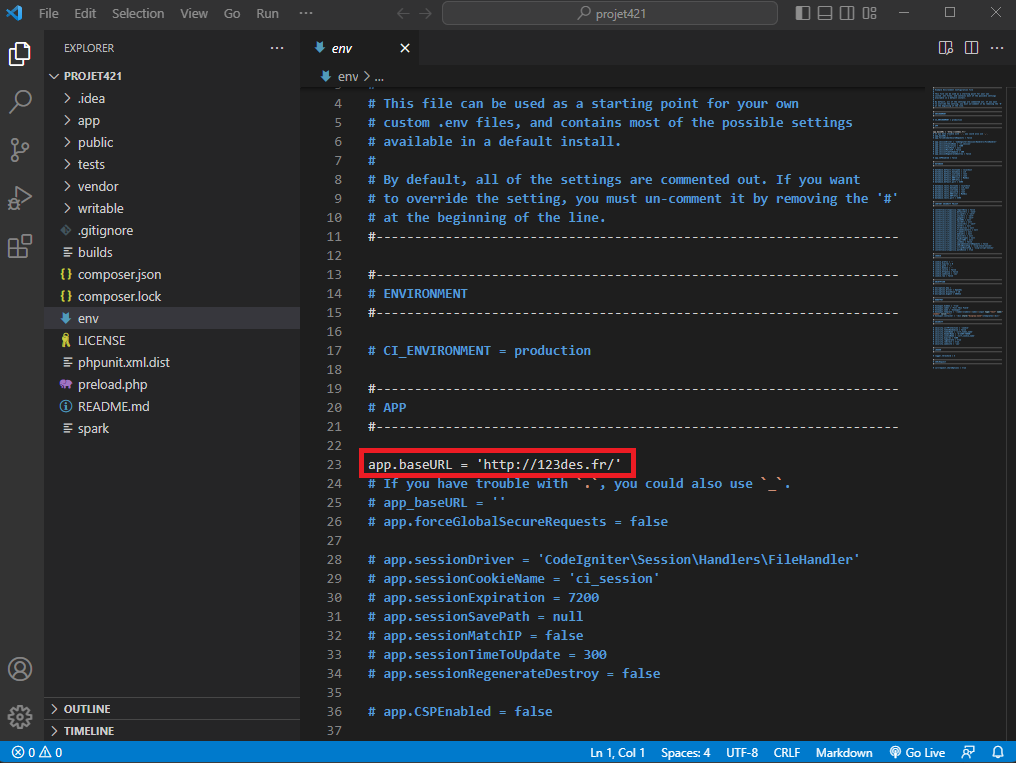 File Edit Selection View Go Run ···
projet421
EXPLORER ···
PROJET421
.idea
app
public
tests
vendor
writable
.gitignore
builds
composer.json
composer.lock
env
LICENSE
phpunit.xml.dist
preload.php
README.md
spark
OUTLINE
TIMELINE
env
env > ...
4 # This file can be used as a starting point for your own
5 # custom .env files, and contains most of the possible settings
6 # available in a default install.
7 #
8 # By default, all of the settings are commented out. If you want
9 # to override the setting, you must un-comment it by removing the '#'
10 # at the beginning of the line.
11 #--------------------------------------------------------------------
12
13 #--------------------------------------------------------------------
14 # ENVIRONMENT
15 #--------------------------------------------------------------------
16
17 # CI_ENVIRONMENT = production
18
19 #--------------------------------------------------------------------
20 # APP
21 #--------------------------------------------------------------------
22
23 app.baseURL = 'http://123des.fr/'
24 # If you have trouble with `.`, you could also use `_`.
25 # app_baseURL = ''
26 # app.forceGlobalSecureRequests = false
27
28 # app.sessionDriver = 'CodeIgniter\Session\Handlers\FileHandler'
29 # app.sessionCookieName = 'ci_session'
30 # app.sessionExpiration = 7200
31 # app.sessionSavePath = null
32 # app.sessionMatchIP = false
33 # app.sessionTimeToUpdate = 300
34 # app.sessionRegenerateDestroy = false
35
36 # app.CSPEnabled = false
37
0 0 Ln 1, Col 1 Spaces: 4 UTF-8 CRLF Markdown Go Live